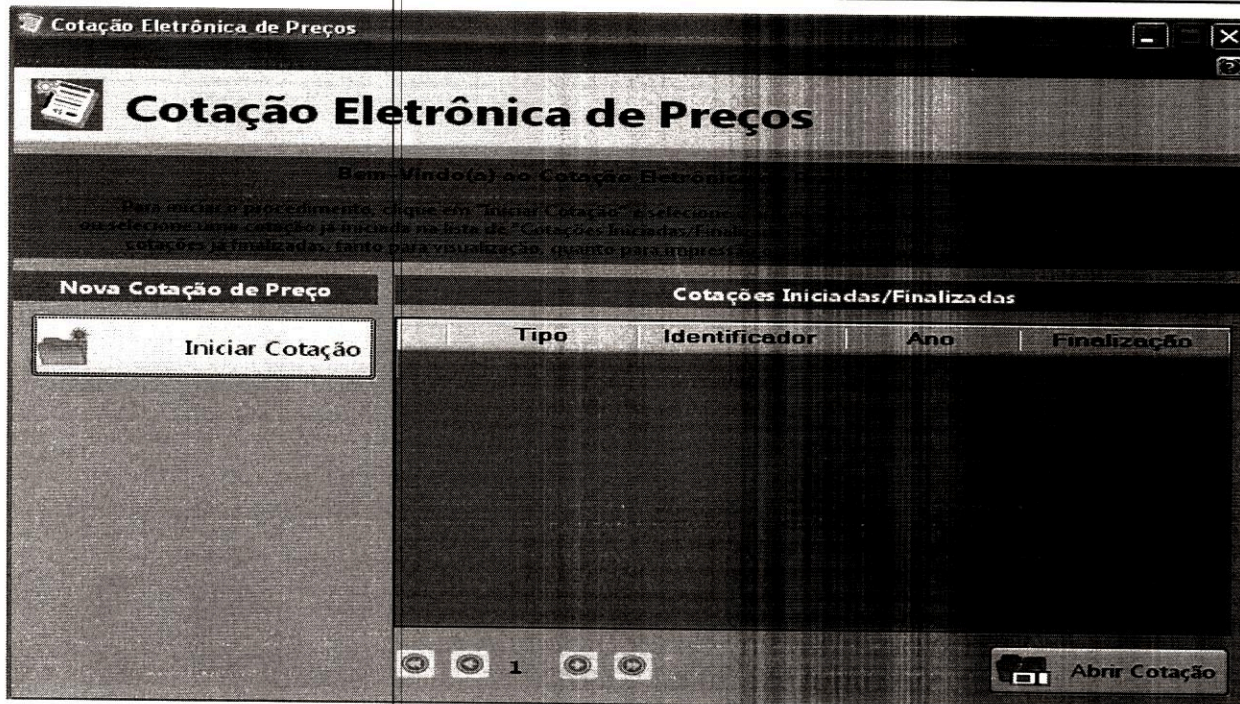 Cotação Eletrônica de Preços
Cotação Eletrônica de Preços
Bem-Vindo(a) ao Cotação Eletrônica
Para iniciar o procedimento, clique em "Iniciar Cotação" e selecione
ou selecione uma cotação já iniciada na lista de "Cotações Iniciadas/
cotações já finalizadas, tanto para visualização, quanto para
Nova Cotação de Preço
Cotações Iniciadas/Finalizadas
Iniciar Cotação
Tipo Identificador Ano Finalização
1
Abrir Cotação